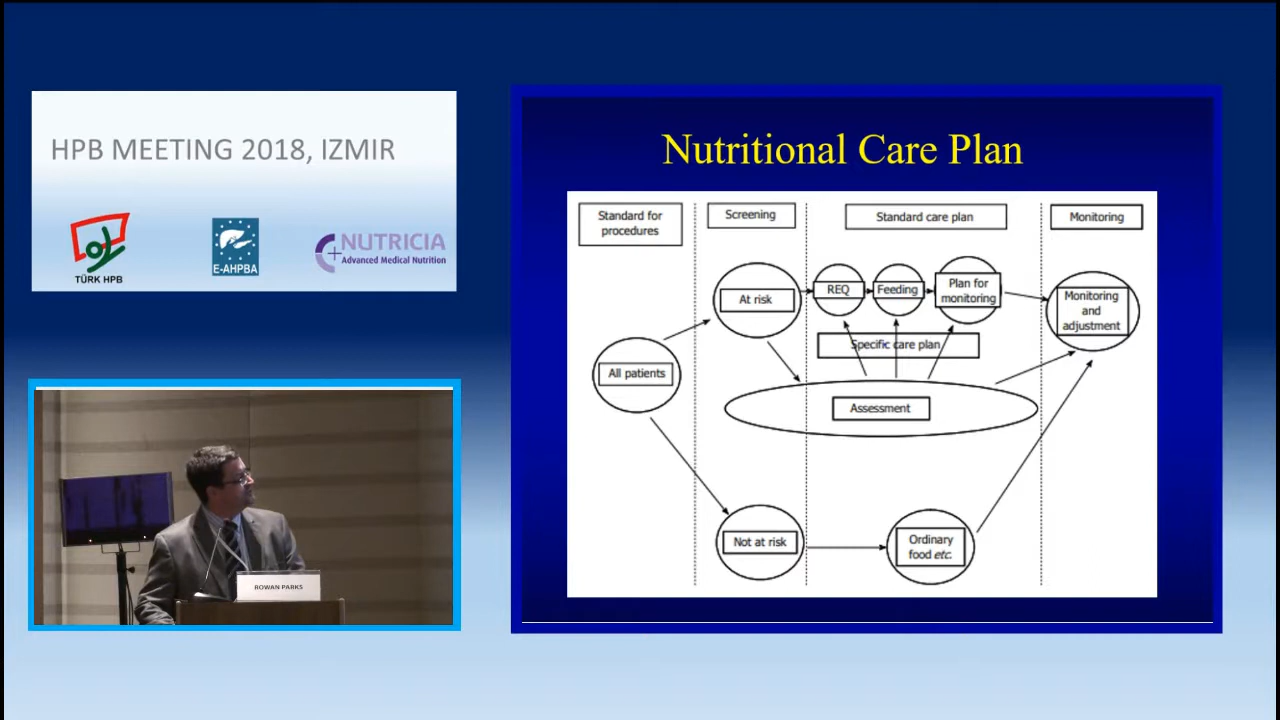 HPB MEETING 2018, IZMIR
TÜRK HPB
E-AHPBA
NUTRICIA
Advanced Medical Nutrition
ROWAN PARKS
Nutritional Care Plan
Standard for
procedures
Screening
Standard care plan
Monitoring
At risk
REQ
Feeding
Plan for
monitoring
Monitoring
and
adjustment
Specific care plan
All patients
Assessment
Not at risk
Ordinary
food etc.